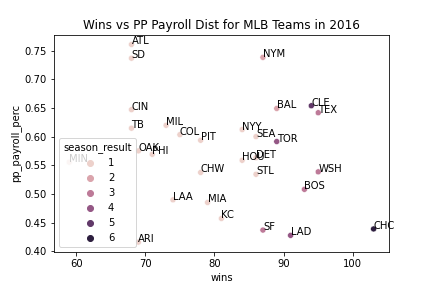 Wins vs PP Payroll Dist for MLB Teams in 2016
pp_payroll_perc
0.75
0.70
0.65
0.60
0.55
0.50
0.45
0.40
ATL
SD
NYM
CIN
BAL
CLE
TEX
TB
MIL
COL
PIT
NYY
SEA
TOR
OAK
PHI
MIN
HOU
DET
CHW
STL
WSH
BOS
LAA
MIA
KC
SF
LAD
CHC
ARI
season_result
1
2
3
4
5
6
60
70
80
90
100
wins